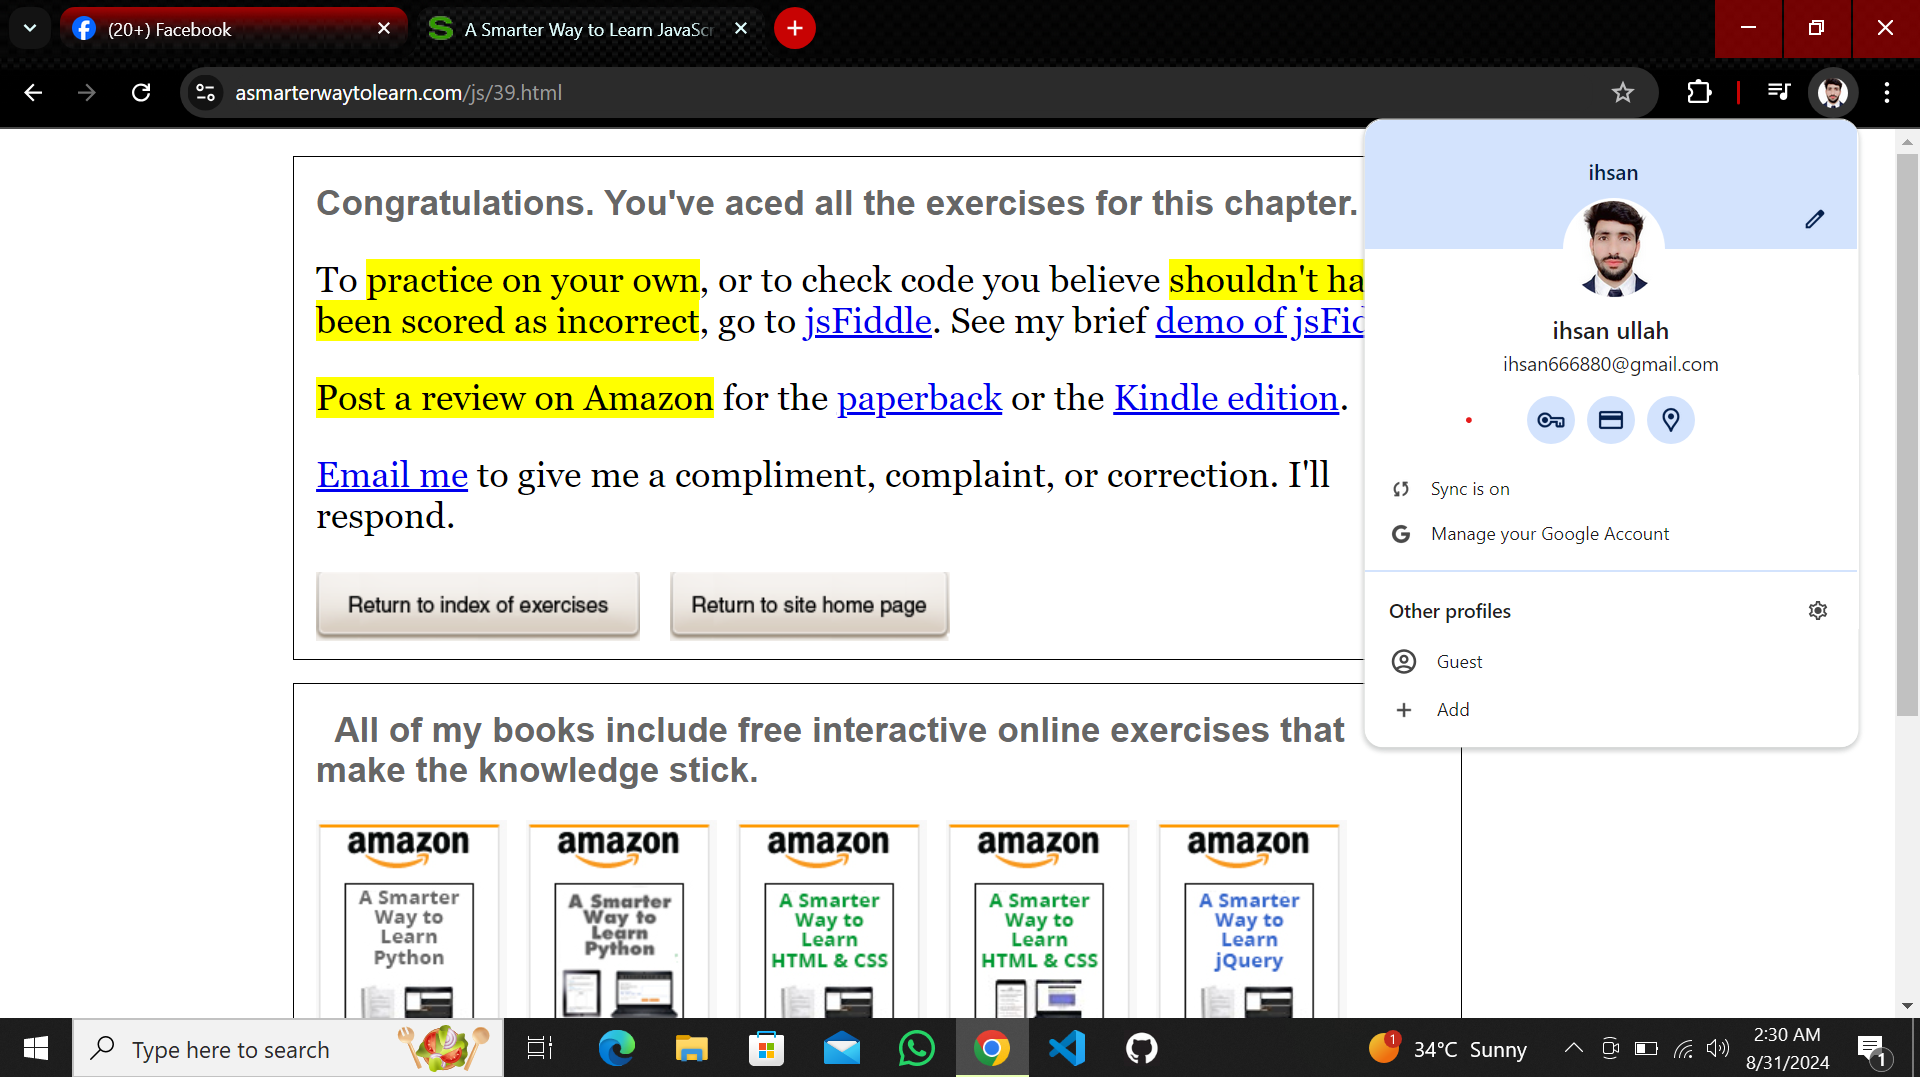 (20+) Facebook
A Smarter Way to Learn JavaScr
asmarterwaytolearn.com/js/39.html
Congratulations. You've aced all the exercises for this chapter.
To practice on your own, or to check code you believe shouldn't ha
been scored as incorrect, go to jsFiddle. See my brief demo of jsFid
Post a review on Amazon for the paperback or the Kindle edition.
Email me to give me a compliment, complaint, or correction. I'll
respond.
Return to index of exercises
Return to site home page
ihsan
ihsan ullah
ihsan666880@gmail.com
Sync is on
Manage your Google Account
Other profiles
Guest
Add
All of my books include free interactive online exercises that
make the knowledge stick.
amazon
A Smarter
Way to
Learn
Python
amazon
A Smarter
Way to
Learn
Python
amazon
A Smarter
Way to
Learn
HTML & CSS
amazon
A Smarter
Way to
Learn
HTML & CSS
amazon
A Smarter
Way to
Learn
jQuery
Type here to search
1
34°C Sunny
2:30 AM
8/31/2024
1